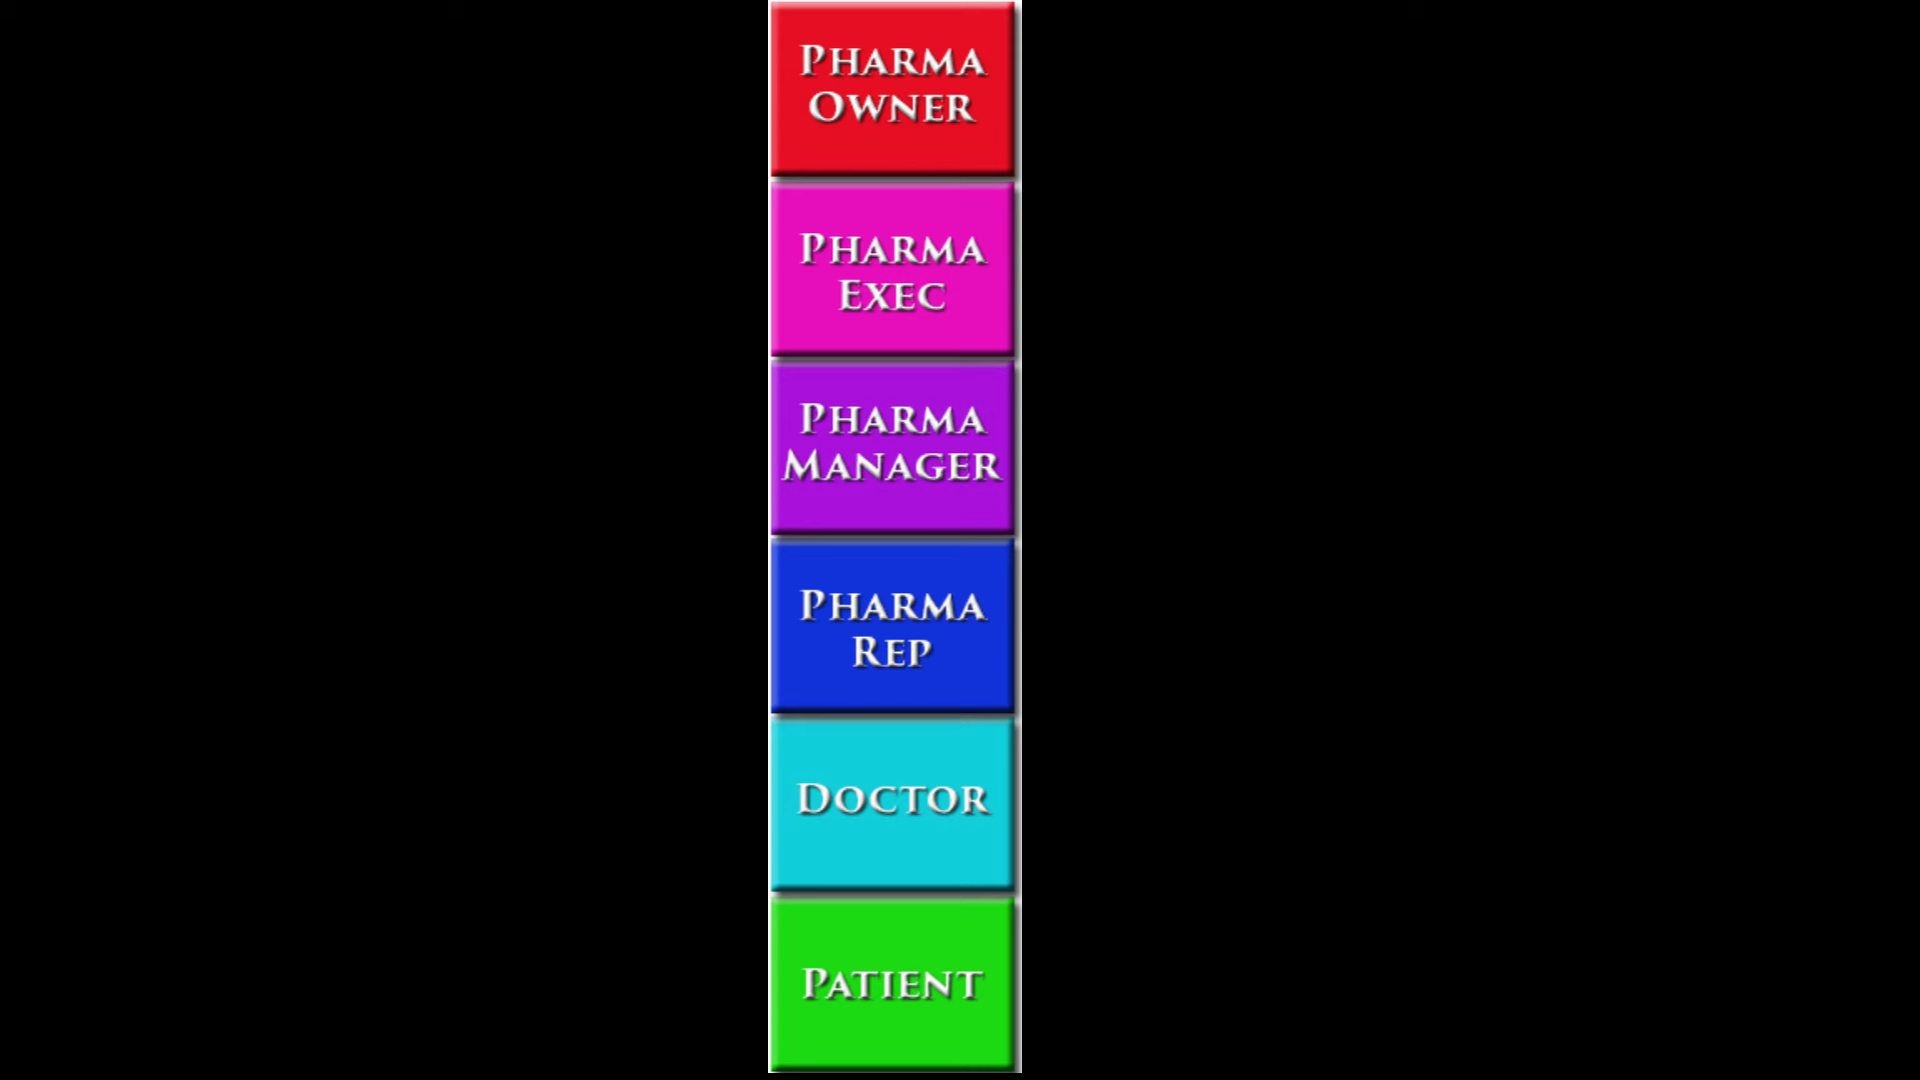 Pharma
Owner
Pharma
Exec
Pharma
Manager
Pharma
Rep
Doctor
Patient